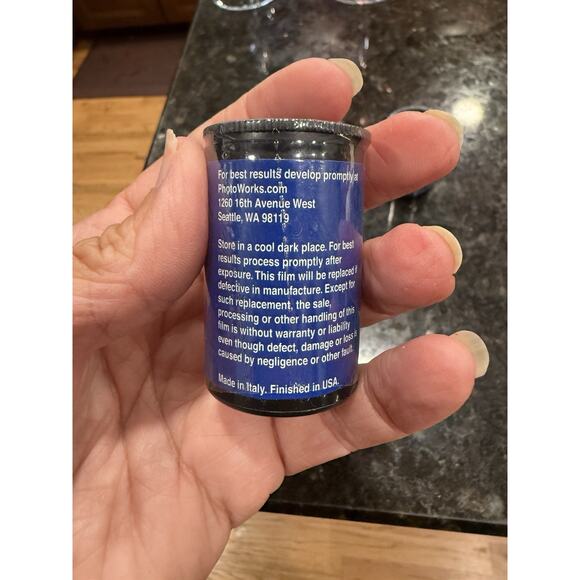 For best results develop promptly at
PhotoWorks.com
1260 16th Avenue West
Seattle, WA 98119
Store in a cool dark place. For best
results process promptly after
exposure. This film will be replaced if
defective in manufacture. Except for
such replacement, the sale,
processing or other handling of this
film is without warranty or liability
even though defect, damage or loss is
caused by negligence or other fault.
Made in Italy. Finished in USA.